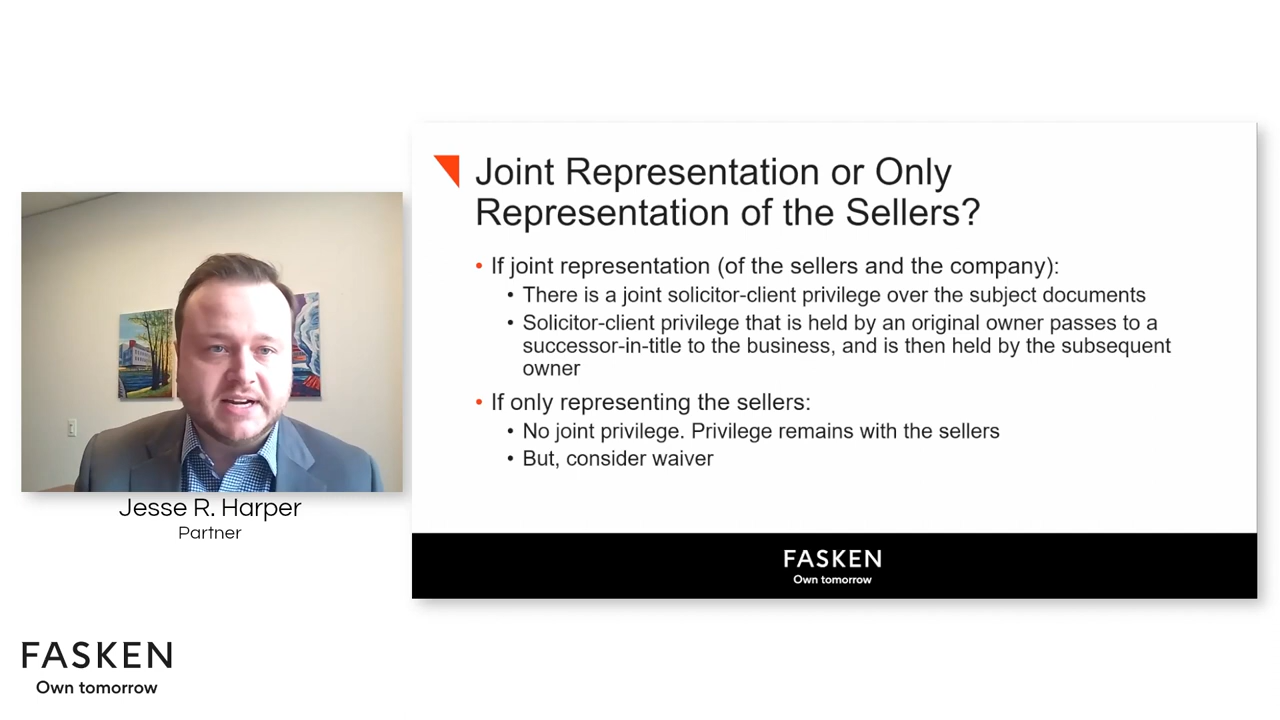 Joint Representation or Only
Representation of the Sellers?
• If joint representation (of the sellers and the company):
• There is a joint solicitor-client privilege over the subject documents
• Solicitor-client privilege that is held by an original owner passes to a
successor-in-title to the business, and is then held by the subsequent
owner
• If only representing the sellers:
• No joint privilege. Privilege remains with the sellers
• But, consider waiver
FASKEN
Own tomorrow
Jesse R. Harper
Partner
FASKEN
Own tomorrow